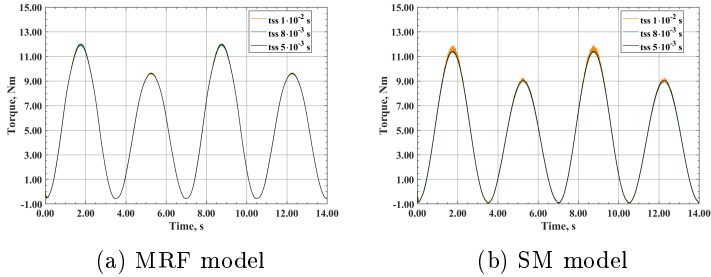 15.00
13.00
11.00
9.00
7.00
5.00
3.00
1.00
-1.00
Torque, Nm
tss 1·10⁻² s
tss 8·10⁻³ s
tss 5·10⁻³ s
0.00 2.00 4.00 6.00 8.00 10.00 12.00 14.00
Time, s
(a) MRF model
15.00
13.00
11.00
9.00
7.00
5.00
3.00
1.00
-1.00
Torque, Nm
tss 1·10⁻² s
tss 8·10⁻³ s
tss 5·10⁻³ s
0.00 2.00 4.00 6.00 8.00 10.00 12.00 14.00
Time, s
(b) SM model